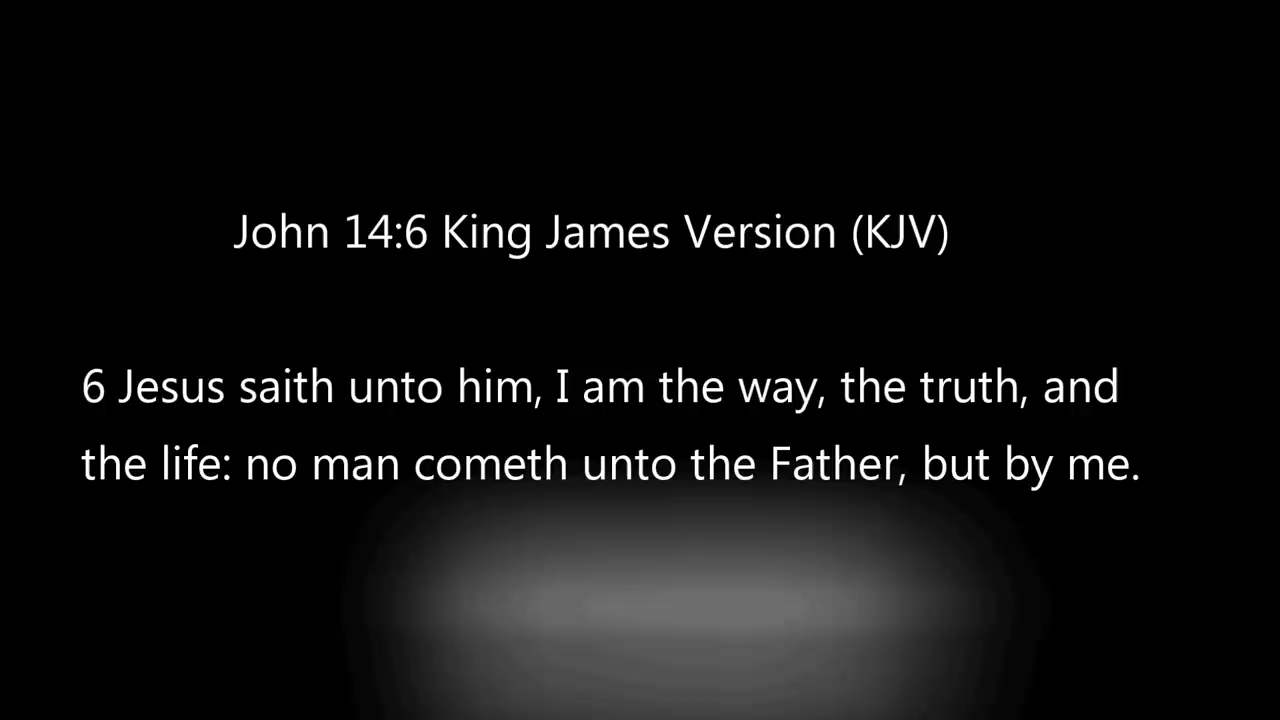 John 14:6 King James Version (KJV)
6 Jesus saith unto him, I am the way, the truth, and
the life: no man cometh unto the Father, but by me.